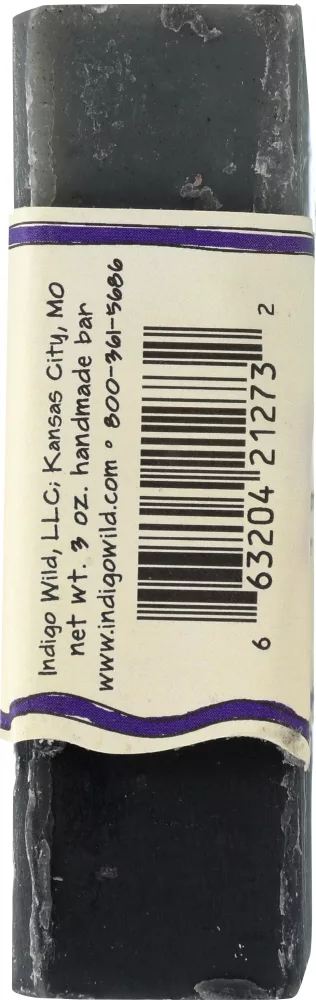 Indigo Wild, LLC; Kansas City, MO
net wt. 3 oz. handmade bar
www.indigowild.com • 800-361-5686
6 63204 21273 2